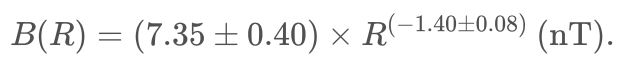 B(R) = (7.35 ± 0.40) × R^(−1.40±0.08) (nT).